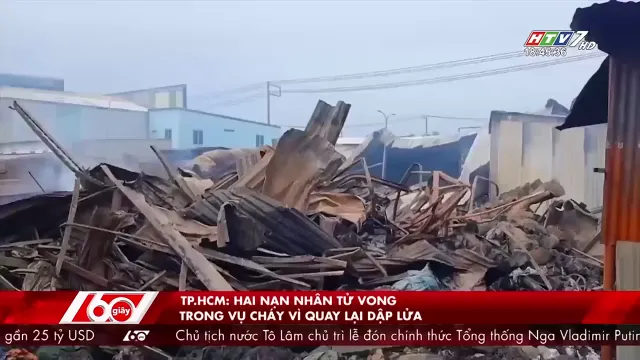 HTV7 HD
18:45:36
TP.HCM: HAI NẠN NHÂN TỬ VONG
TRONG VỤ CHÁY VÌ QUAY LẠI DẬP LỬA
60 giây
gần 25 tỷ USD Chủ tịch nước Tô Lâm chủ trì lễ đón chính thức Tổng thống Nga Vladimir Putin